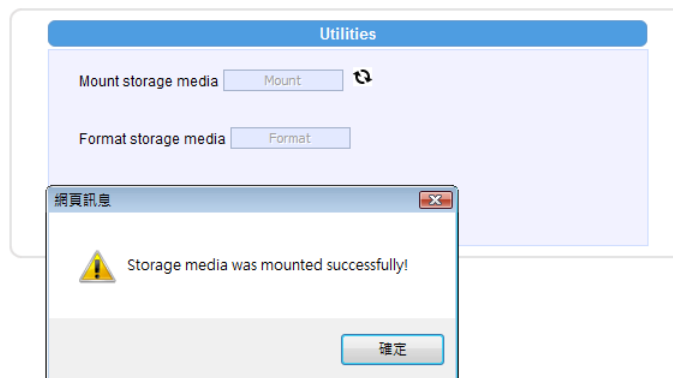 Utilities
Mount storage media Mount
Format storage media Format
網頁訊息
Storage media was mounted successfully!
確定